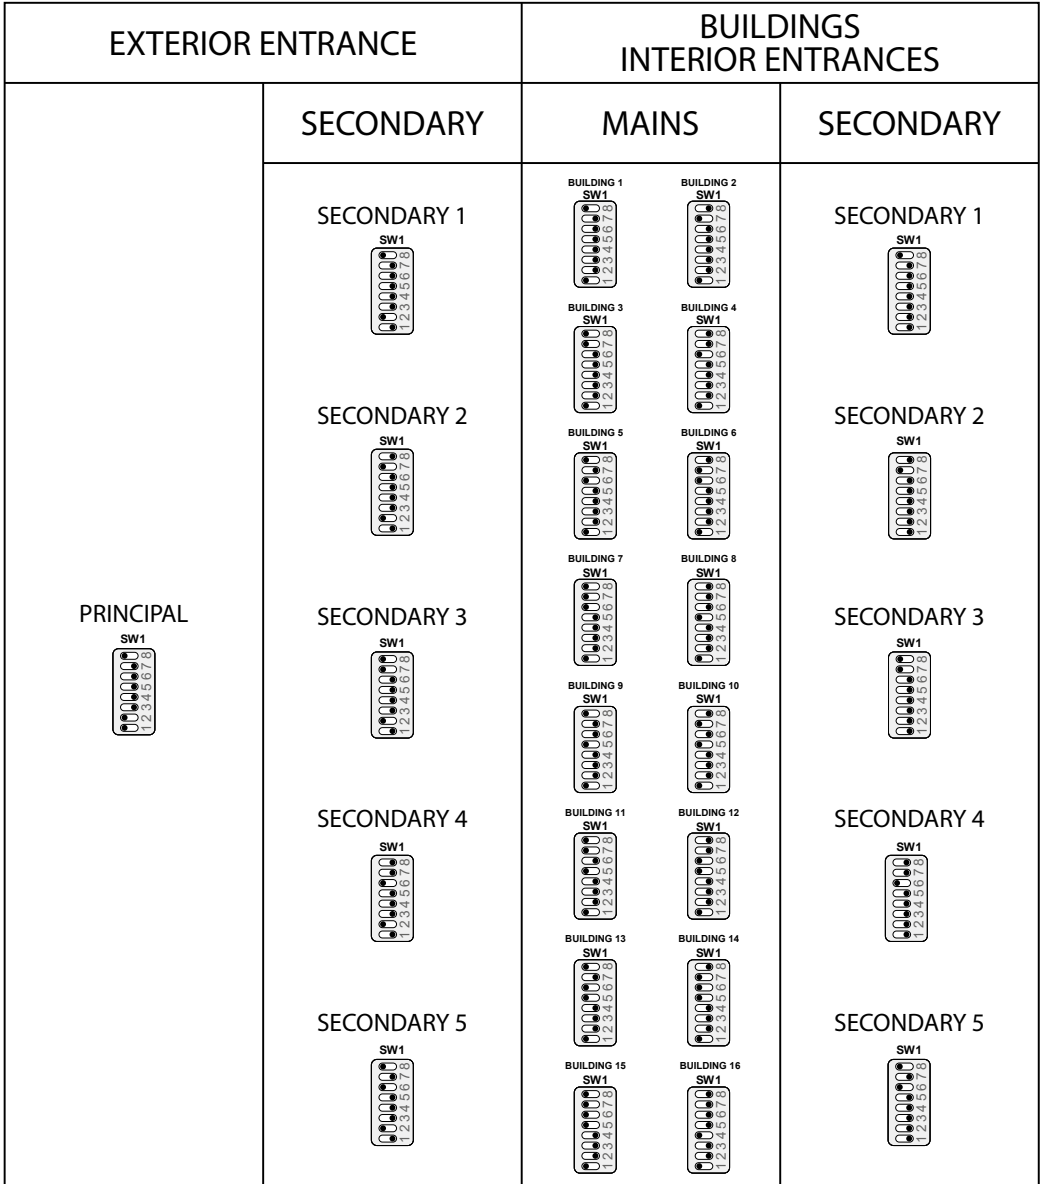 EXTERIOR ENTRANCE
BUILDINGS
INTERIOR ENTRANCES
SECONDARY
MAINS
SECONDARY
PRINCIPAL
SW1
12345678
SECONDARY 1
SW1
12345678
SECONDARY 2
SW1
12345678
SECONDARY 3
SW1
12345678
SECONDARY 4
SW1
12345678
SECONDARY 5
SW1
12345678
BUILDING 1
SW1
12345678
BUILDING 2
SW1
12345678
BUILDING 3
SW1
12345678
BUILDING 4
SW1
12345678
BUILDING 5
SW1
12345678
BUILDING 6
SW1
12345678
BUILDING 7
SW1
12345678
BUILDING 8
SW1
12345678
BUILDING 9
SW1
12345678
BUILDING 10
SW1
12345678
BUILDING 11
SW1
12345678
BUILDING 12
SW1
12345678
BUILDING 13
SW1
12345678
BUILDING 14
SW1
12345678
BUILDING 15
SW1
12345678
BUILDING 16
SW1
12345678
SECONDARY 1
SW1
12345678
SECONDARY 2
SW1
12345678
SECONDARY 3
SW1
12345678
SECONDARY 4
SW1
12345678
SECONDARY 5
SW1
12345678